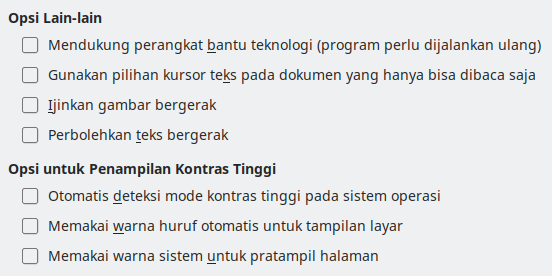 Opsi Lain-lain
Mendukung perangkat bantu teknologi (program perlu dijalankan ulang)
Gunakan pilihan kursor teks pada dokumen yang hanya bisa dibaca saja
Ijinkan gambar bergerak
Perbolehkan teks bergerak
Opsi untuk Penampilan Kontras Tinggi
Otomatis deteksi mode kontras tinggi pada sistem operasi
Memakai warna huruf otomatis untuk tampilan layar
Memakai warna sistem untuk pratampil halaman